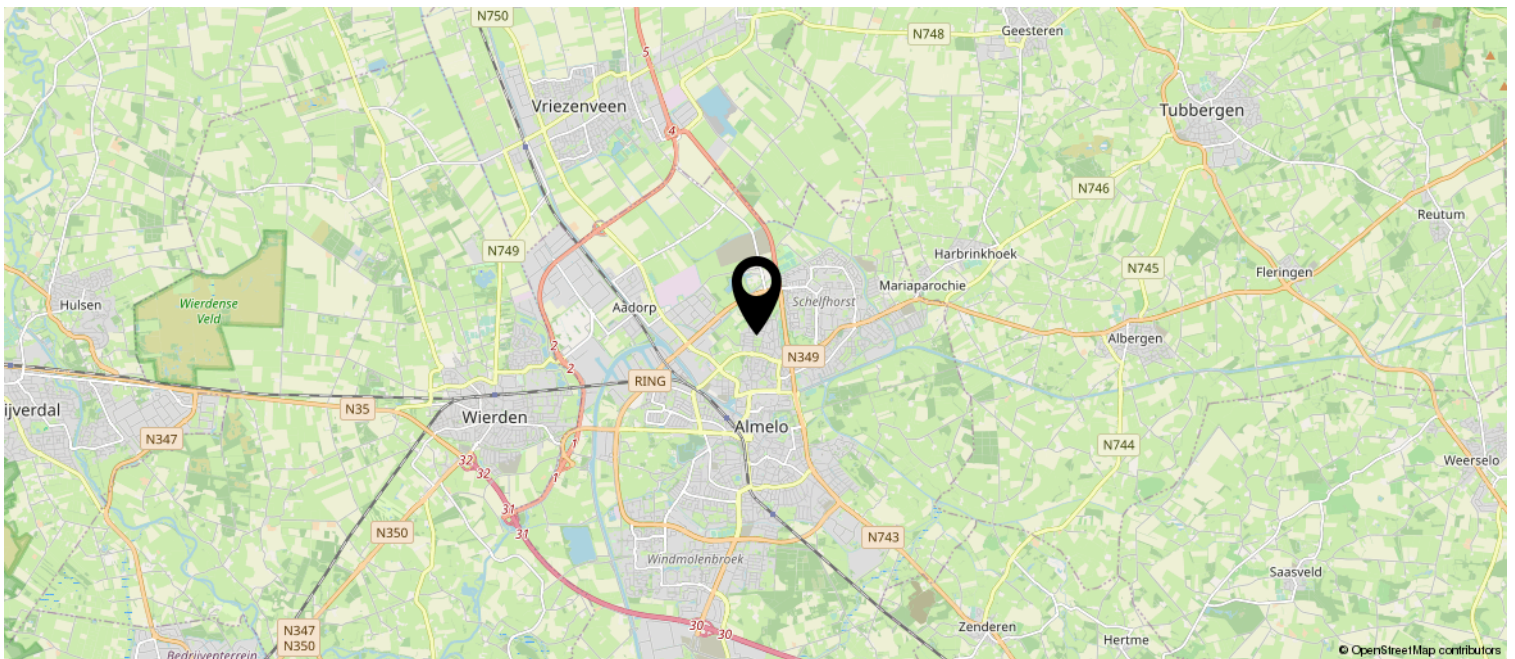 N750
5
N748
Geesteren
Vriezenveen
Tubbergen
4
N746
Reutum
N749
Harbrinkhoek
N745
Fleringen
Mariaparochie
Hulsen
Wierdense
Veld
Aadorp
Schelfhorst
Albergen
2
2
N349
RING
ijverdal
N35
Wierden
Almelo
N347
1
N744
Weerselo
32
32
1
31
31
N350
N743
Windmolenbroek
Saasveld
30
30
Zenderen
Hertme
N347
N350
Bedrijventerrein
© OpenStreetMap contributors